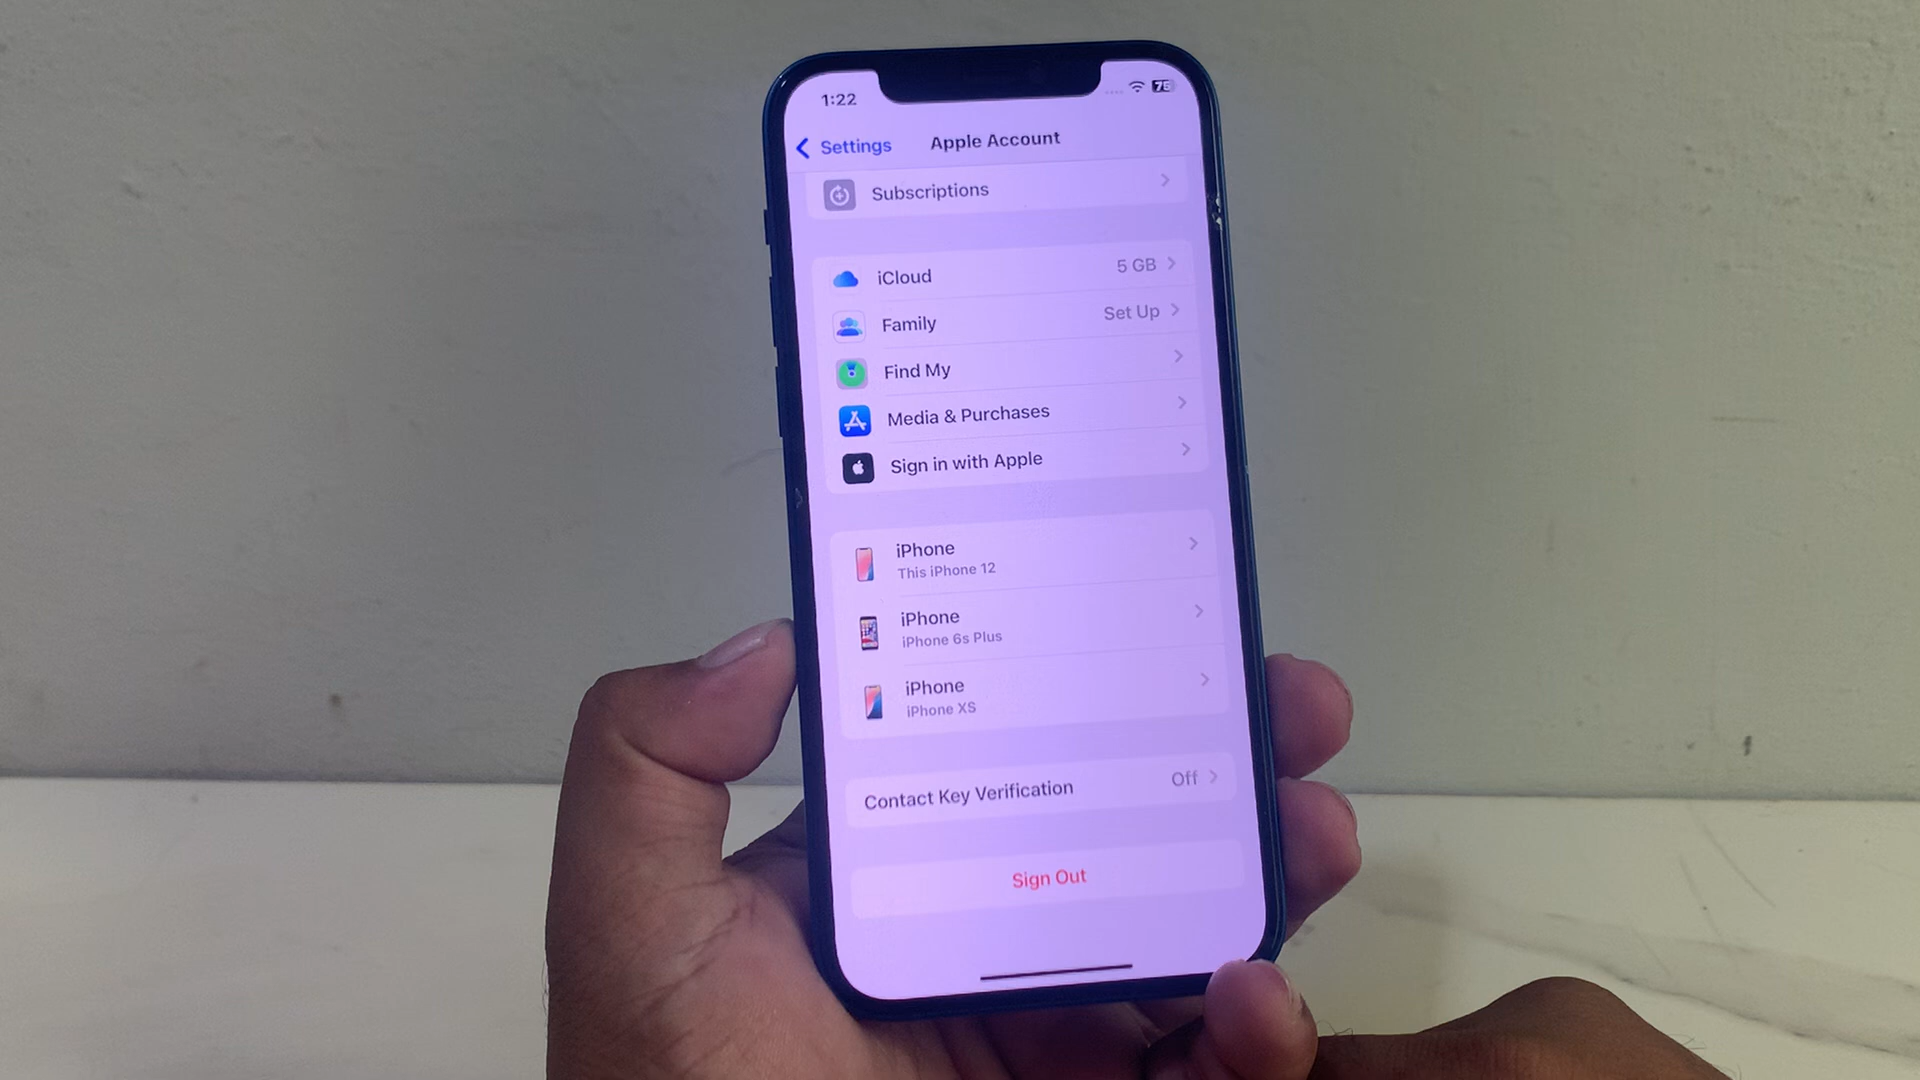 1:22
75
Settings
Apple Account
Subscriptions
iCloud
5 GB
Family
Set Up
Find My
Media & Purchases
Sign in with Apple
iPhone
This iPhone 12
iPhone
iPhone 6s Plus
iPhone
iPhone XS
Contact Key Verification
Off
Sign Out